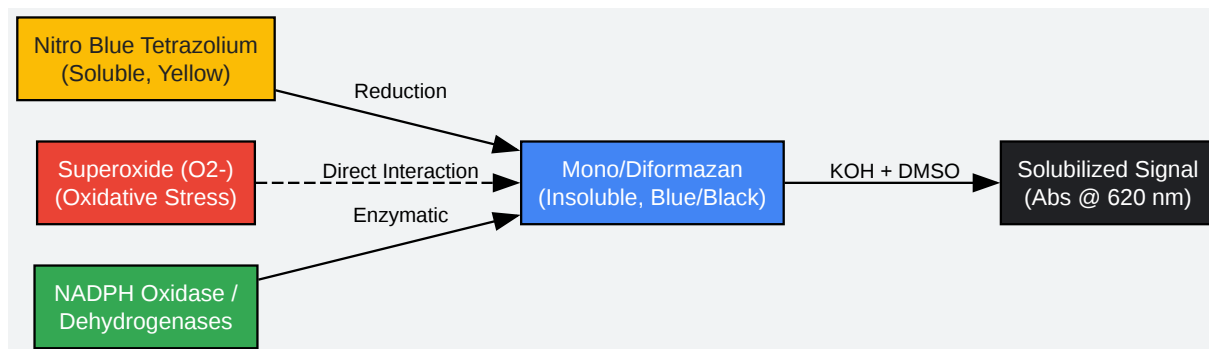 Nitro Blue Tetrazolium
(Soluble, Yellow)
Reduction
Superoxide (O2-)
(Oxidative Stress)
Direct Interaction
Mono/Diformazan
(Insoluble, Blue/Black)
KOH + DMSO
Solubilized Signal
(Abs @ 620 nm)
Enzymatic
NADPH Oxidase /
Dehydrogenases